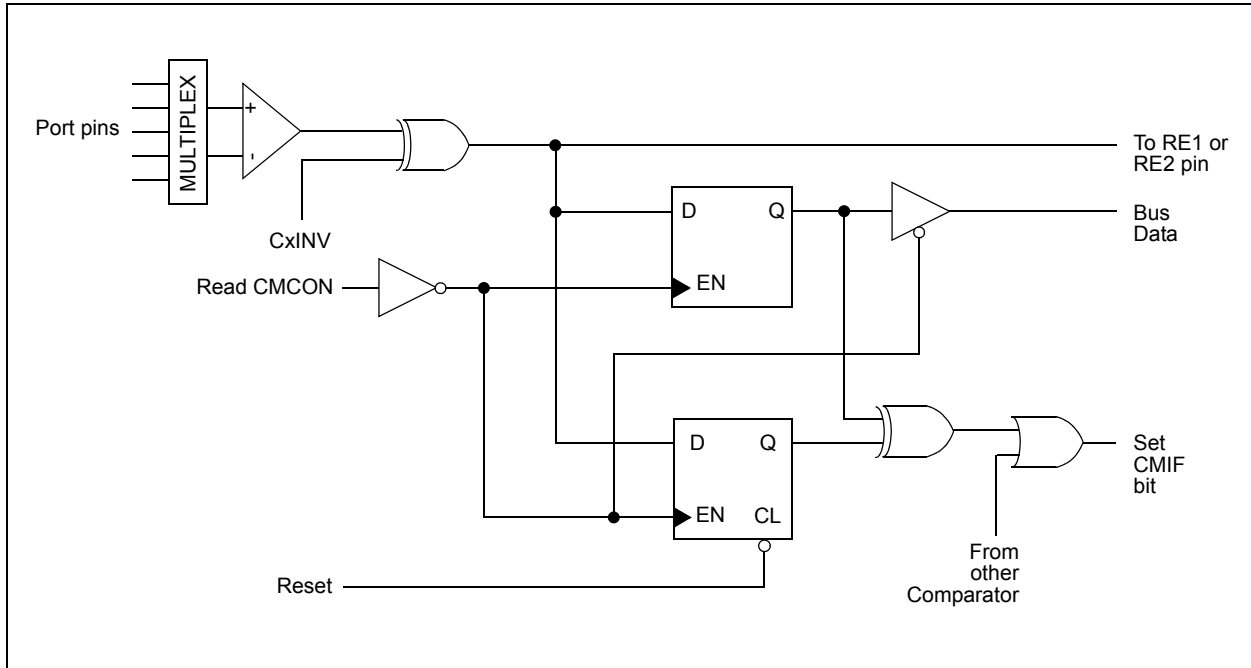 MULTIPLEX
+
-
Port pins
CxINV
To RE1 or
RE2 pin
D
Q
EN
Bus
Data
Read CMCON
D
Q
EN
CL
Set
CMIF
bit
From
other
Comparator
Reset